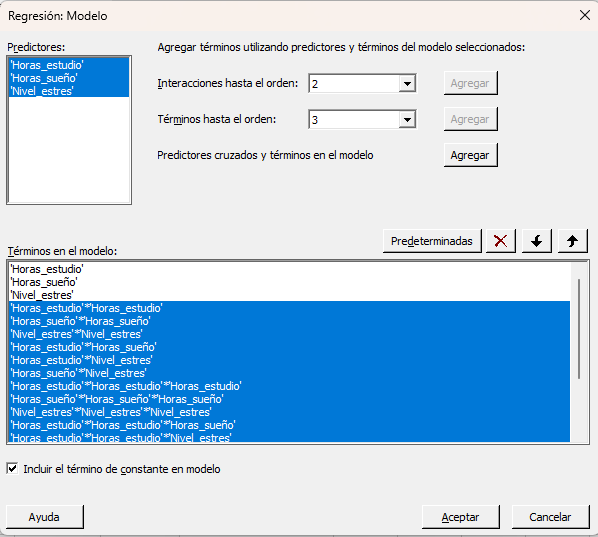 Regresión: Modelo
Predictores:
Agregar términos utilizando predictores y términos del modelo seleccionados:
'Horas_estudio'
'Horas_sueño'
'Nivel_estres'
Interacciones hasta el orden: 2 Agregar
Términos hasta el orden: 3 Agregar
Predictores cruzados y términos en el modelo Agregar
Predeterminadas
Términos en el modelo:
'Horas_estudio'
'Horas_sueño'
'Nivel_estres'
'Horas_estudio'*'Horas_estudio'
'Horas_sueño'*'Horas_sueño'
'Nivel_estres'*'Nivel_estres'
'Horas_estudio'*'Horas_sueño'
'Horas_estudio'*'Nivel_estres'
'Horas_sueño'*'Nivel_estres'
'Horas_estudio'*'Horas_estudio'*'Horas_estudio'
'Horas_sueño'*'Horas_sueño'*'Horas_sueño'
'Nivel_estres'*'Nivel_estres'*'Nivel_estres'
'Horas_estudio'*'Horas_estudio'*'Horas_sueño'
'Horas_estudio'*'Horas_estudio'*'Nivel_estres'
Incluir el término de constante en modelo
Ayuda Aceptar Cancelar